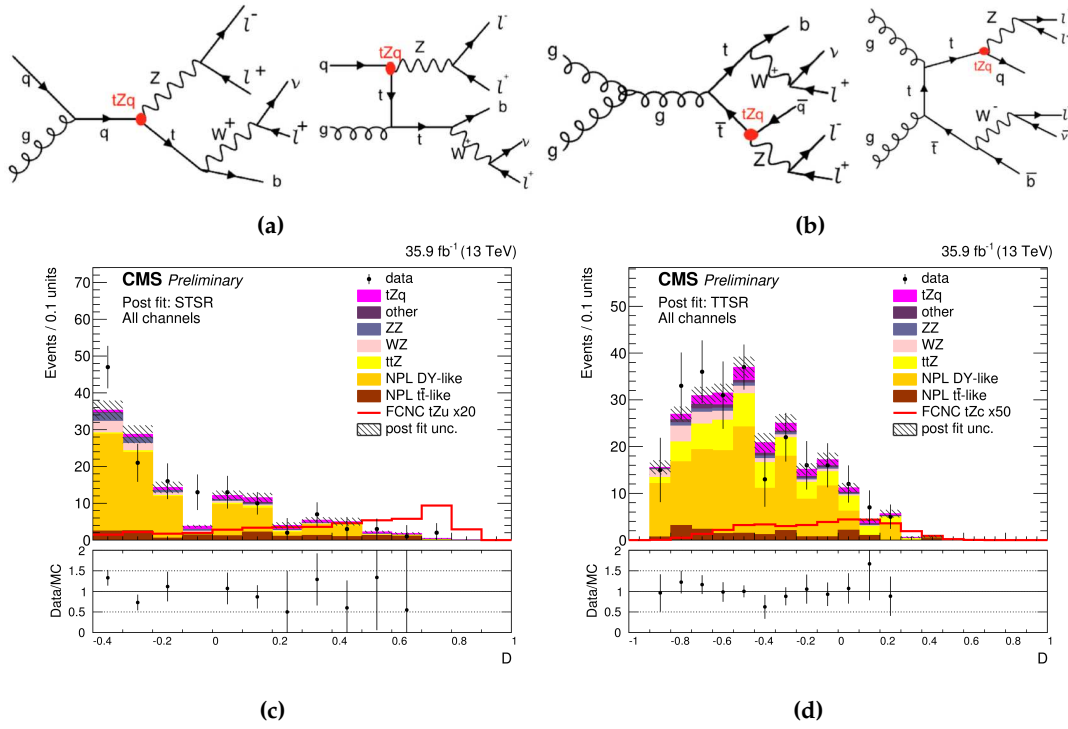 q
g
q
tZq
Z
l⁻
l⁺
t
W⁺
ν
l⁺
b
q
tZq
Z
l⁻
l⁺
t
g
t
b
W⁺
ν
l⁺
(a)
g
g
g
t
b
W⁺
ν
l⁺
t̄
tZq
q̄
Z
l⁻
l⁺
g
g
t
t
tZq
Z
q
t̄
W⁻
b̄
(b)
35.9 fb⁻¹ (13 TeV)
CMS Preliminary
Post fit: STSR
All channels
data
tZq
other
ZZ
WZ
ttZ
NPL DY-like
NPL tt̄-like
FCNC tZu x20
post fit unc.
Events / 0.1 units
70
60
50
40
30
20
10
0
Data/MC
2
1.5
1
0.5
0
-0.4 -0.2 0 0.2 0.4 0.6 0.8 1
D
(c)
35.9 fb⁻¹ (13 TeV)
CMS Preliminary
Post fit: TTSR
All channels
data
tZq
other
ZZ
WZ
ttZ
NPL DY-like
NPL tt̄-like
FCNC tZc x50
post fit unc.
Events / 0.1 units
50
40
30
20
10
0
Data/MC
2
1.5
1
0.5
0
-1 -0.8 -0.6 -0.4 -0.2 0 0.2 0.4 0.6 0.8 1
D
(d)